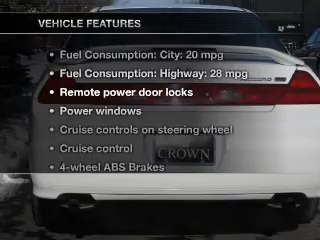 VEHICLE FEATURES
• Fuel Consumption: City: 20 mpg
• Fuel Consumption: Highway: 28 mpg
• Remote power door locks
• Power windows
• Cruise controls on steering wheel
• Cruise control
• 4-wheel ABS Brakes
CROWN